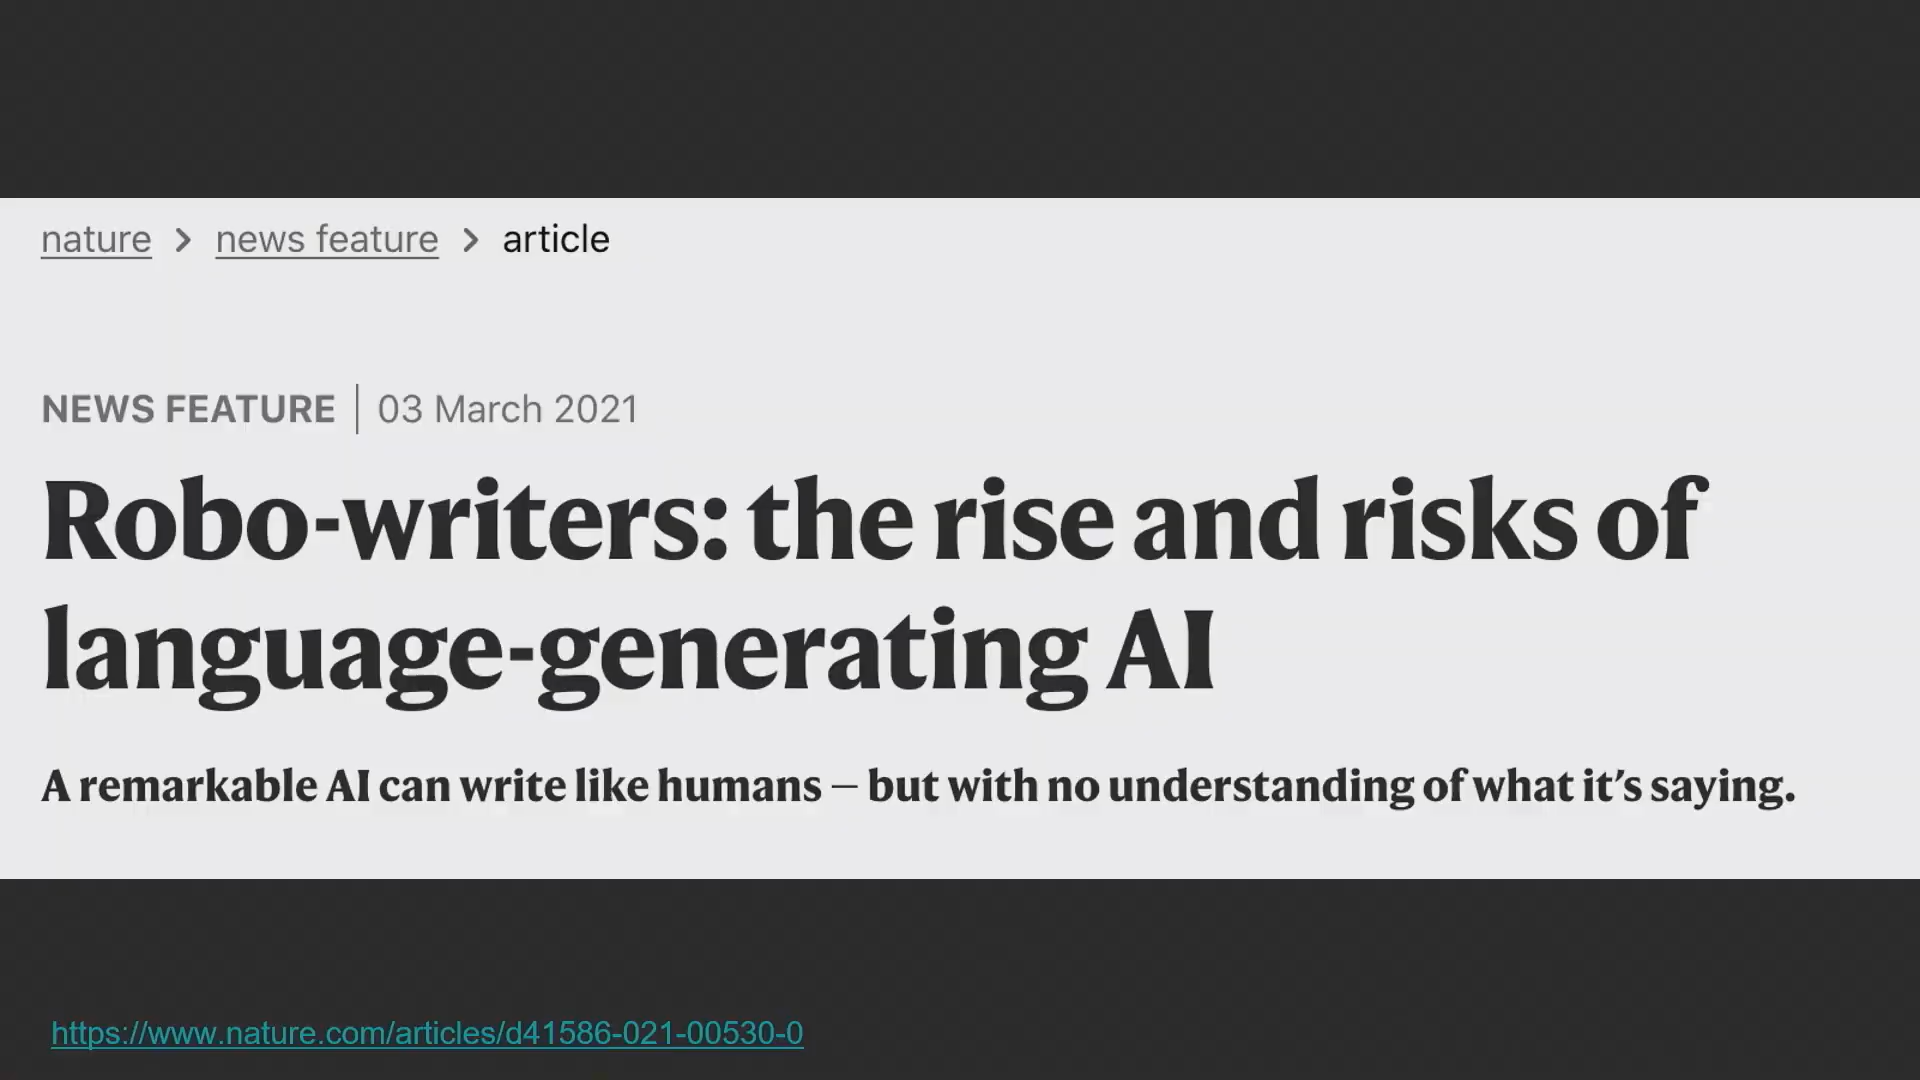 nature > news feature > article
NEWS FEATURE | 03 March 2021
Robo-writers: the rise and risks of
language-generating AI
A remarkable AI can write like humans — but with no understanding of what it’s saying.
https://www.nature.com/articles/d41586-021-00530-0